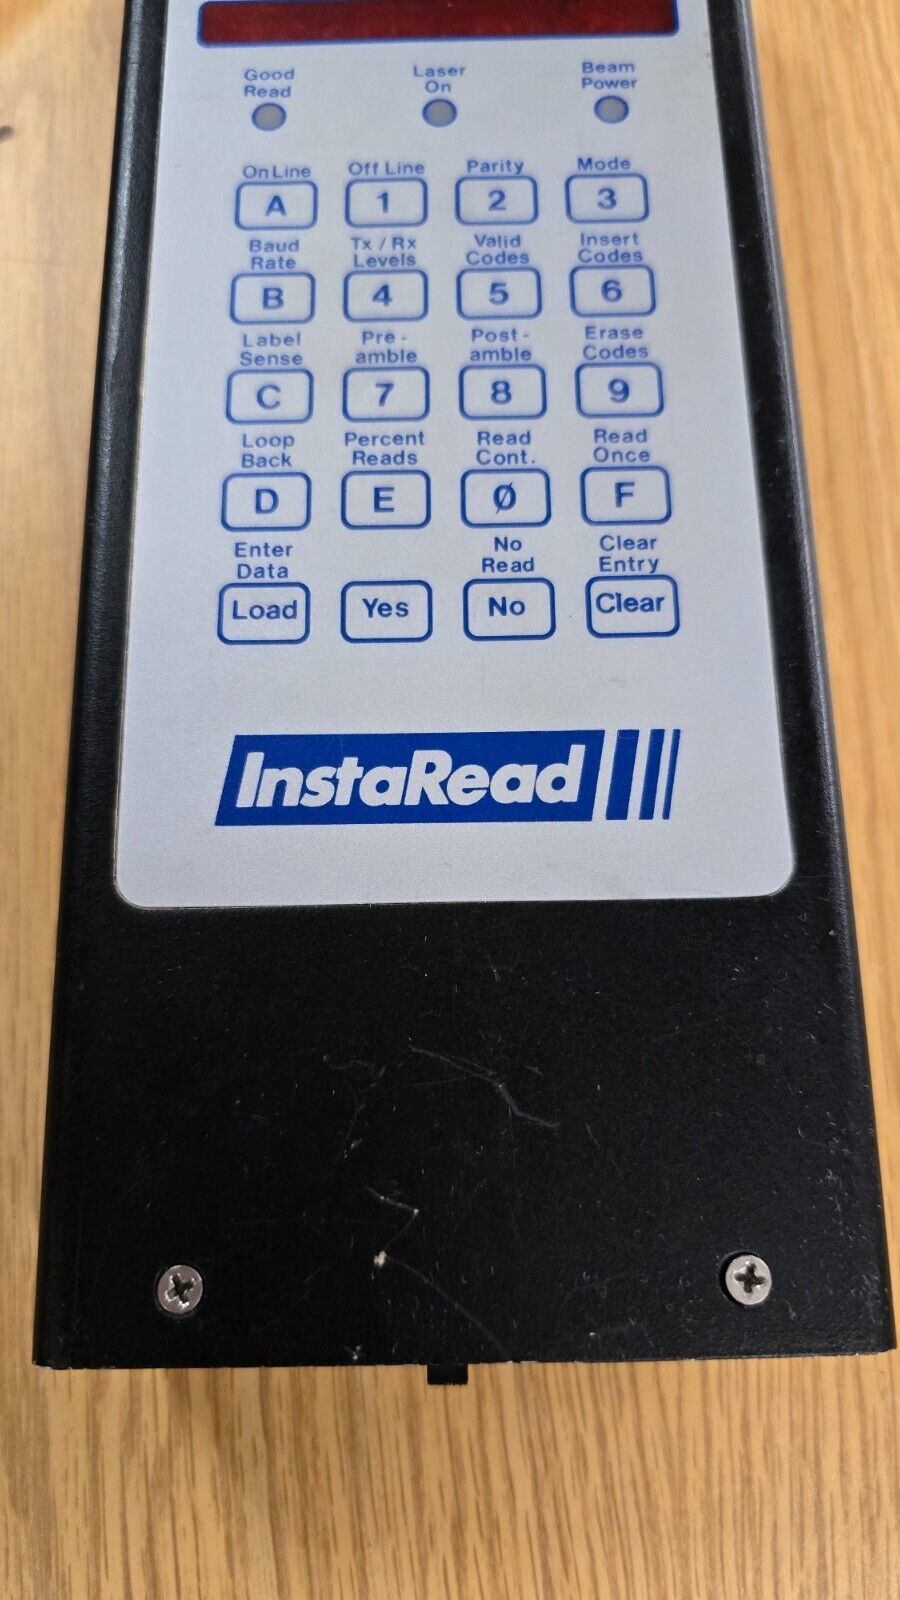 Good Read
Laser On
Beam Power
On Line
Off Line
Parity
Mode
A
1
2
3
Baud Rate
Tx / Rx Levels
Valid Codes
Insert Codes
B
4
5
6
Label Sense
Pre - amble
Post - amble
Erase Codes
C
7
8
9
Loop Back
Percent Reads
Read Cont.
Read Once
D
E
Ø
F
Enter Data
No Read
Clear Entry
Load
Yes
No
Clear
InstaRead